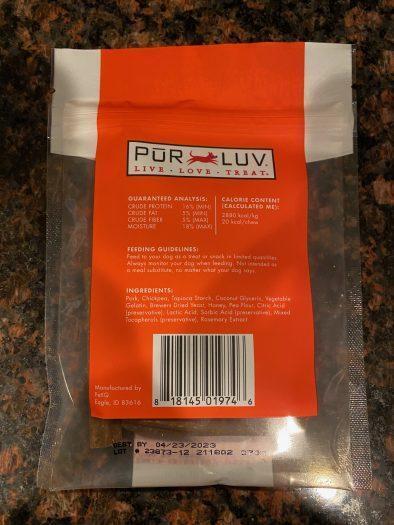 PŪR LUV.
LIVE • LOVE • TREAT.®
GUARANTEED ANALYSIS:
CRUDE PROTEIN 16% (MIN)
CRUDE FAT 5% (MIN)
CRUDE FIBER 5% (MAX)
MOISTURE 18% (MAX)
CALORIE CONTENT
(CALCULATED ME):
2880 kcal/kg
20 kcal/chew
FEEDING GUIDELINES:
Feed to your dog as a treat or snack in limited quantities.
Always monitor your dog when feeding. Not intended as
a meal substitute, no matter what your dog says.
INGREDIENTS:
Pork, Chickpea, Tapioca Starch, Coconut Glycerin, Vegetable
Gelatin, Brewers Dried Yeast, Honey, Pea Flour, Citric Acid
(preservative), Lactic Acid, Sorbic Acid (preservative), Mixed
Tocopherols (preservative), Rosemary Extract
Manufactured by
PetIQ
Eagle, ID 83616
8 18145 01974 6
BEST BY 04/23/2023
LOT # 23873-12 211802